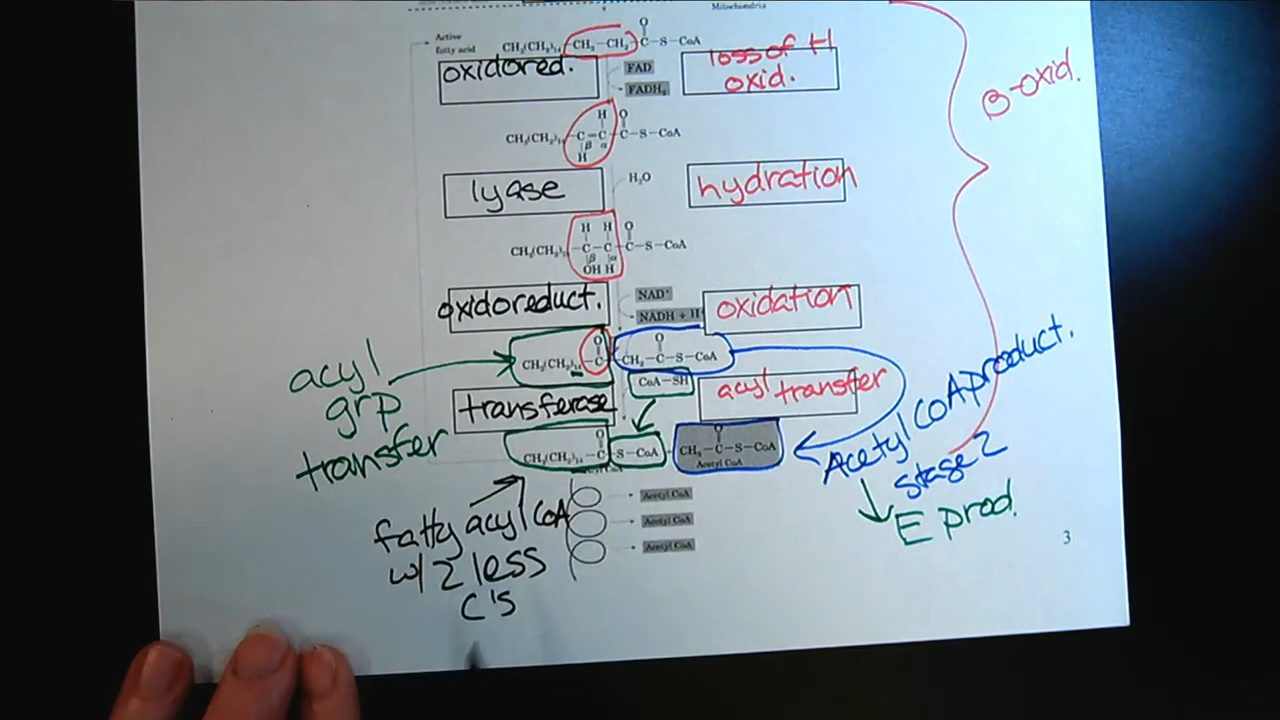 Mitochondria
Active
fatty acid
CH₃(CH₂)₁₄ CH₂—CH₂ C—S—CoA
O
oxidored.
FAD
FADH₂
loss of H
oxid.
H O
CH₃(CH₂)₁₄—C=C—C—S—CoA
β α
H
lyase
H₂O
hydration
H H O
CH₃(CH₂) —C—C—C—S—CoA
β α
OH H
oxidoreduct.
NAD⁺
NADH + H
oxidation
O O
CH₃(CH₂)₁₄—C CH₂—C—S—CoA
acyl
grp
transfer
CoA—SH
transferase
acyl transfer
O O
CH₃(CH₂)₁₄—C S—CoA CH₃—C—S—CoA
Acetyl CoA
Acetyl CoA
Acetyl CoA
Acetyl CoA
fatty acyl CoA
w/ 2 less
C's
Acetyl CoA product.
stage 2
E prod.
β-oxid.
3